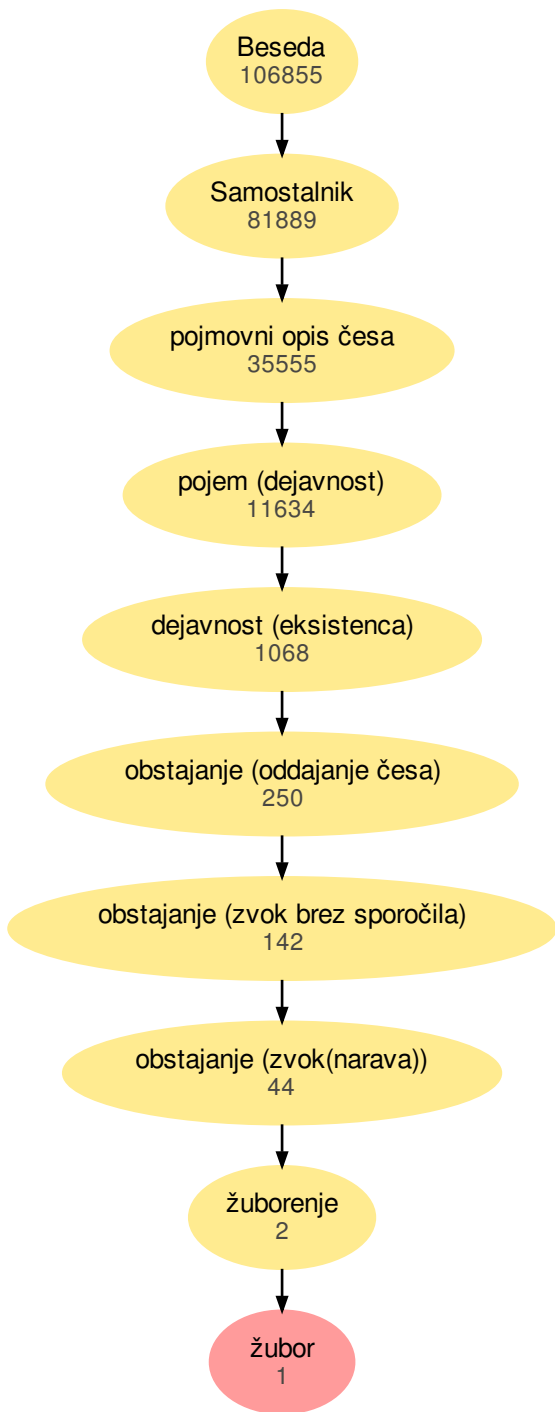 Beseda
106855
Samostalnik
81889
pojmovni opis česa
35555
pojem (dejavnost)
11634
dejavnost (eksistenca)
1068
obstajanje (oddajanje česa)
250
obstajanje (zvok brez sporočila)
142
obstajanje (zvok(narava))
44
žuborenje
2
žubor
1